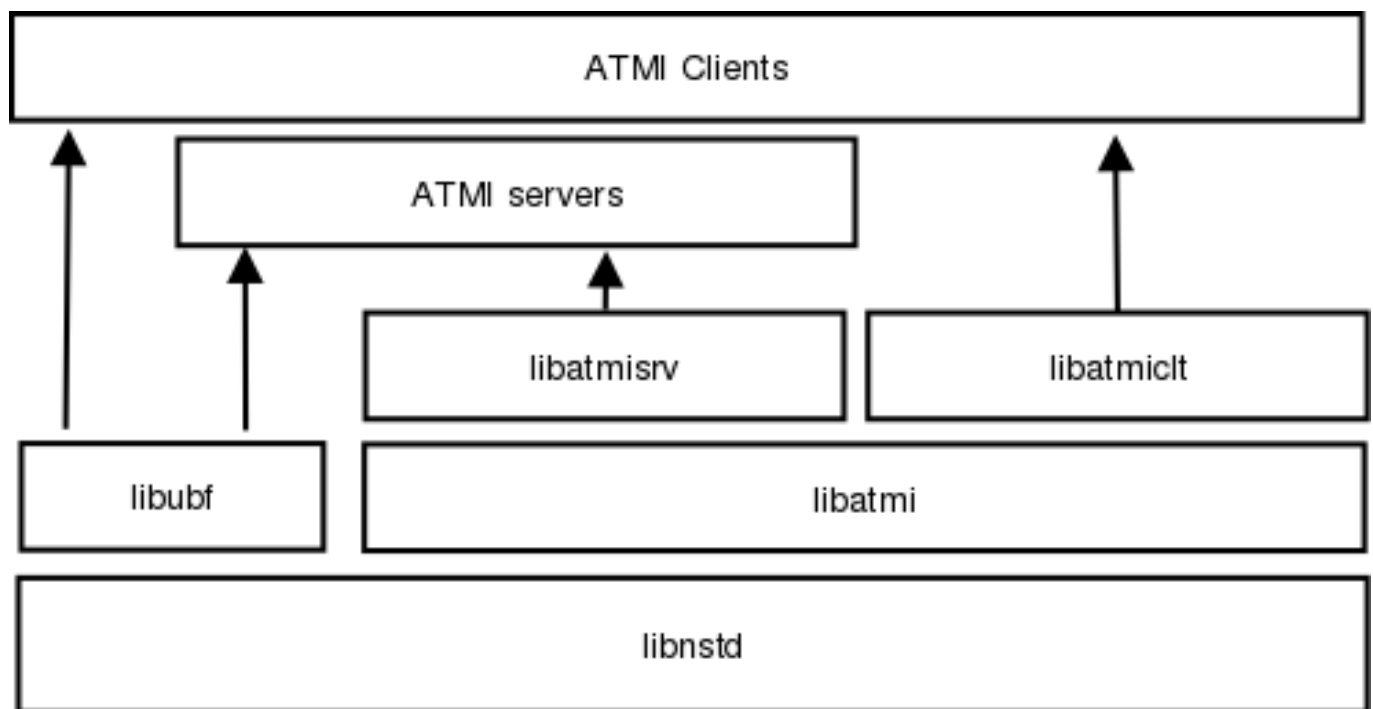 ATMI Clients
ATMI servers
libatmisrv
libatmiclt
libubf
libatmi
libnstd